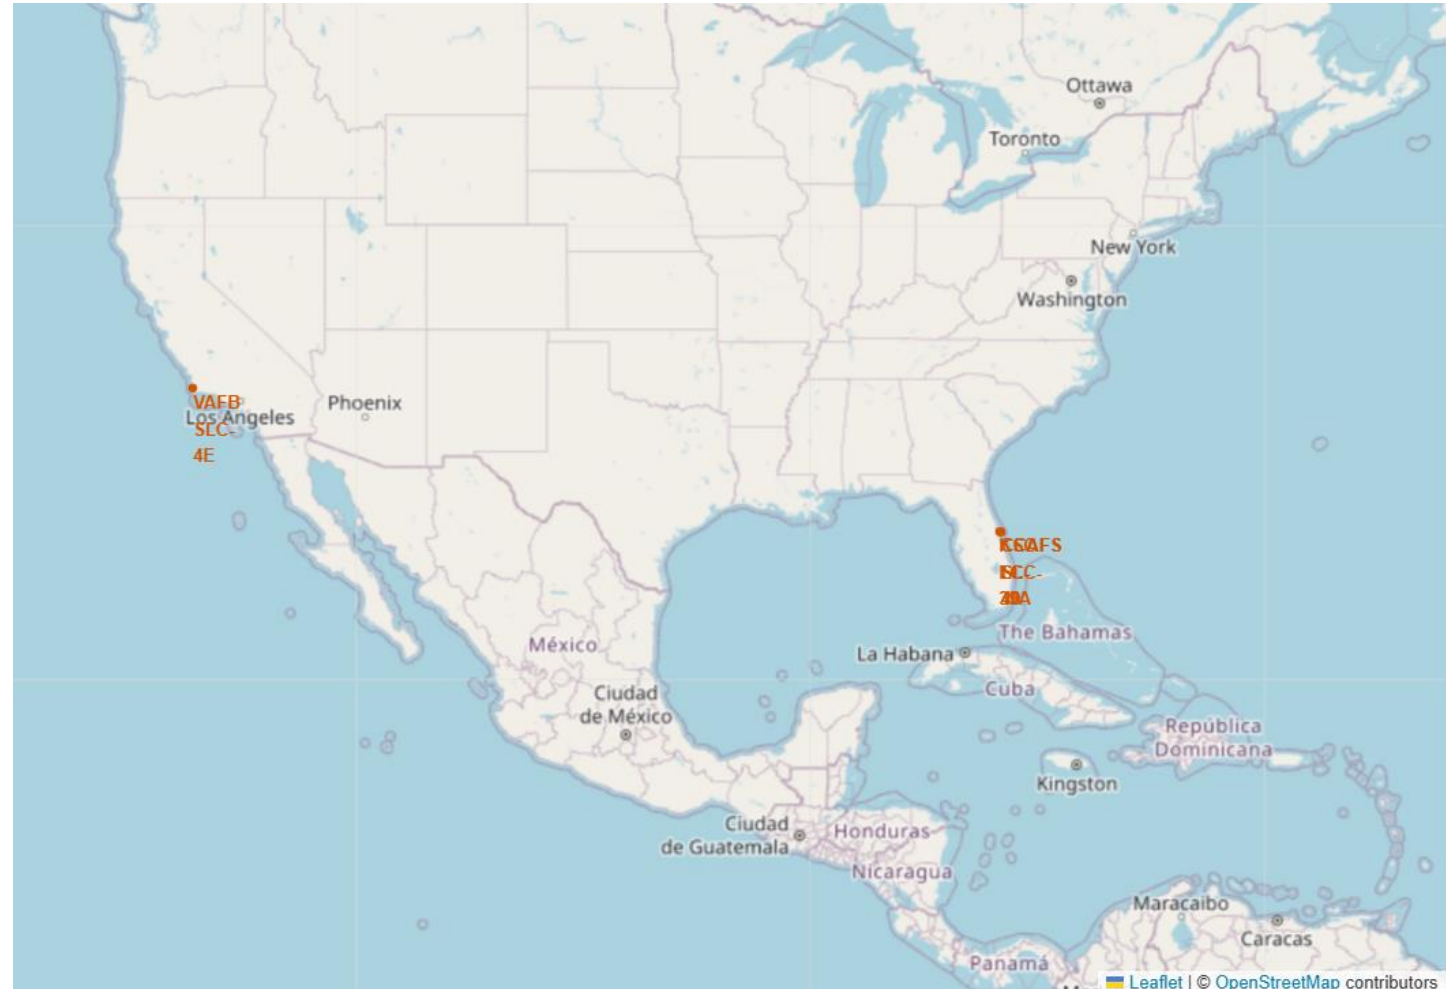 Ottawa
Toronto
New York
Washington
VAFB
SLC-
4E
Los Angeles
Phoenix
The Bahamas
La Habana
México
Cuba
Ciudad
de México
República
Dominicana
Kingston
Ciudad
de Guatemala
Honduras
Nicaragua
Maracaibo
Caracas
Panamá
Leaflet | © OpenStreetMap contributors